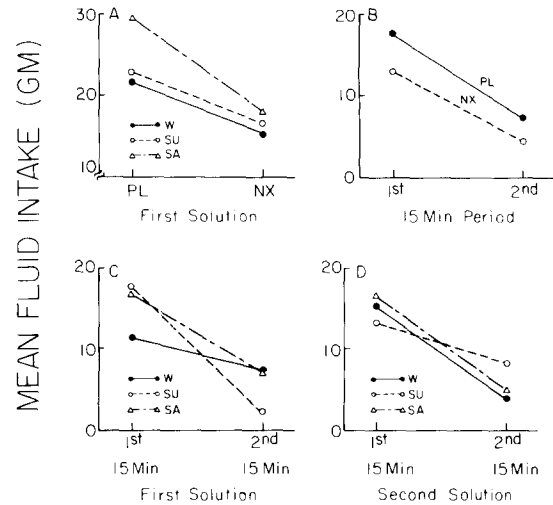 MEAN FLUID INTAKE (GM)
A
30
20
10
W
SU
SA
PL NX
First Solution
B
20
10
0
PL
NX
1st 2nd
15 Min Period
C
20
10
0
W
SU
SA
1st 2nd
15 Min 15 Min
First Solution
D
20
10
0
W
SU
SA
1st 2nd
15 Min 15 Min
Second Solution